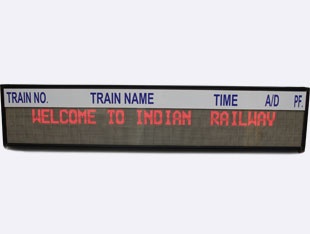 TRAIN NO. TRAIN NAME TIME A/D PF.
WELCOME TO INDIAN RAILWAY